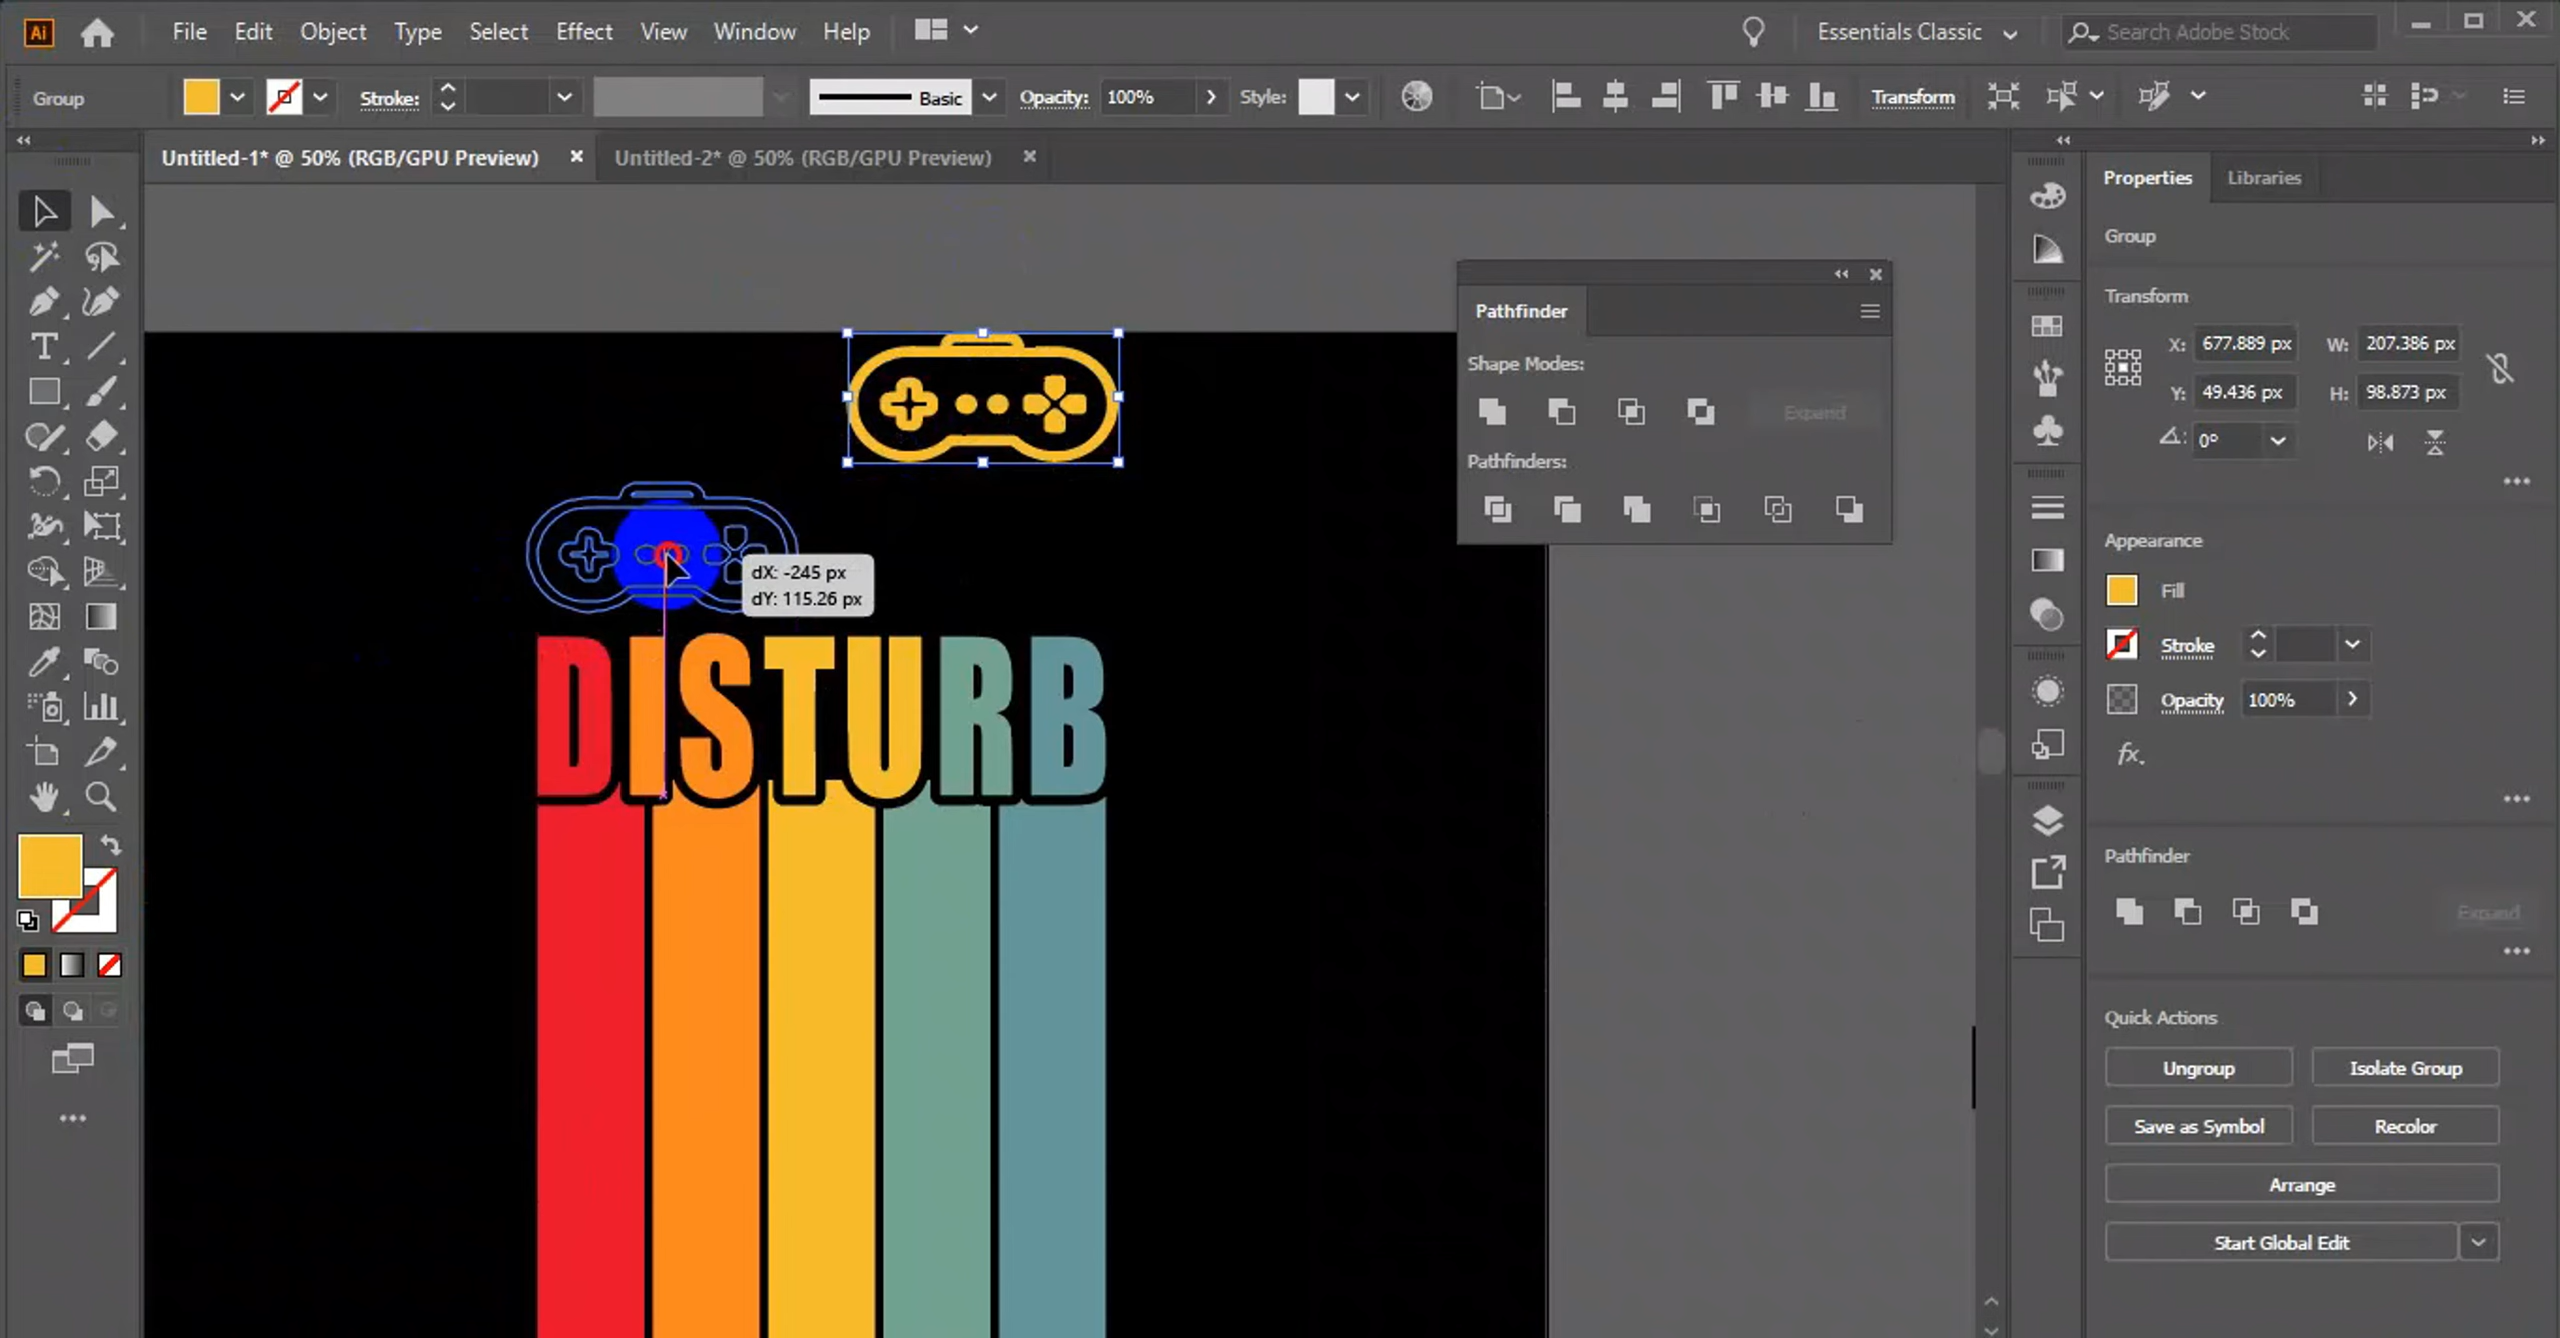 Ai File Edit Object Type Select Effect View Window Help Essentials Classic Search Adobe Stock
Group Stroke: Basic Opacity: 100% Style: Transform
Untitled-1* @ 50% (RGB/GPU Preview) Untitled-2* @ 50% (RGB/GPU Preview)
Properties Libraries
Group
Transform
X: 677.889 px W: 207.386 px
Y: 49.436 px H: 98.873 px
0°
Appearance
Fill
Stroke
Opacity 100%
fx.
Pathfinder
Expand
Quick Actions
Ungroup Isolate Group
Save as Symbol Recolor
Arrange
Start Global Edit
Pathfinder
Shape Modes:
Expand
Pathfinders:
dX: -245 px
dY: 115.26 px
DISTURB